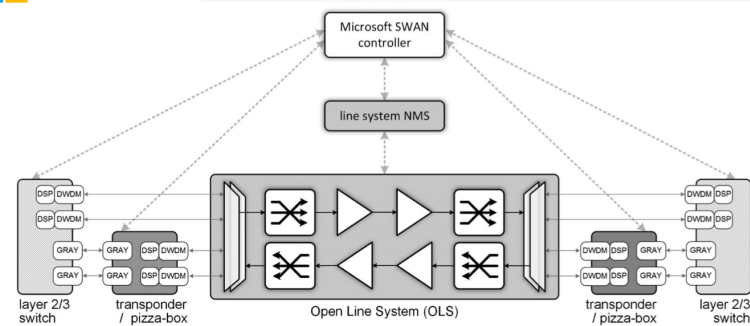 Microsoft SWAN
controller
line system NMS
DSP DWDM
DWDM DSP
DSP DWDM
DWDM DSP
GRAY
GRAY
DSP DWDM
DWDM DSP
GRAY
GRAY
GRAY
GRAY
DSP DWDM
DWDM DSP
GRAY
GRAY
layer 2/3
switch
transponder
/ pizza-box
Open Line System (OLS)
transponder
/ pizza-box
layer 2/3
switch